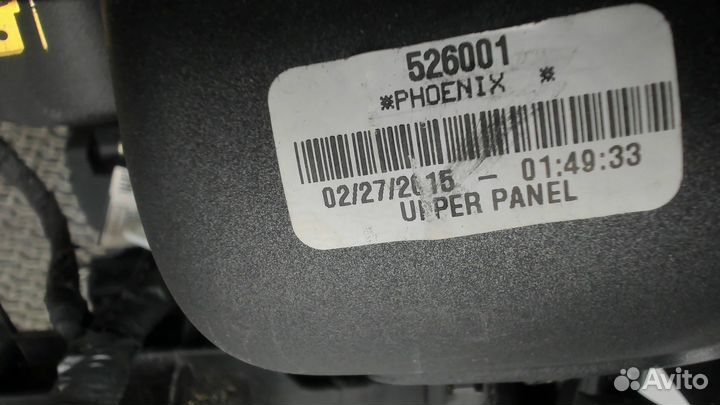 526001
*PHOENIX *
02/27/2015 - 01:49:33
UPPER PANEL
Avito